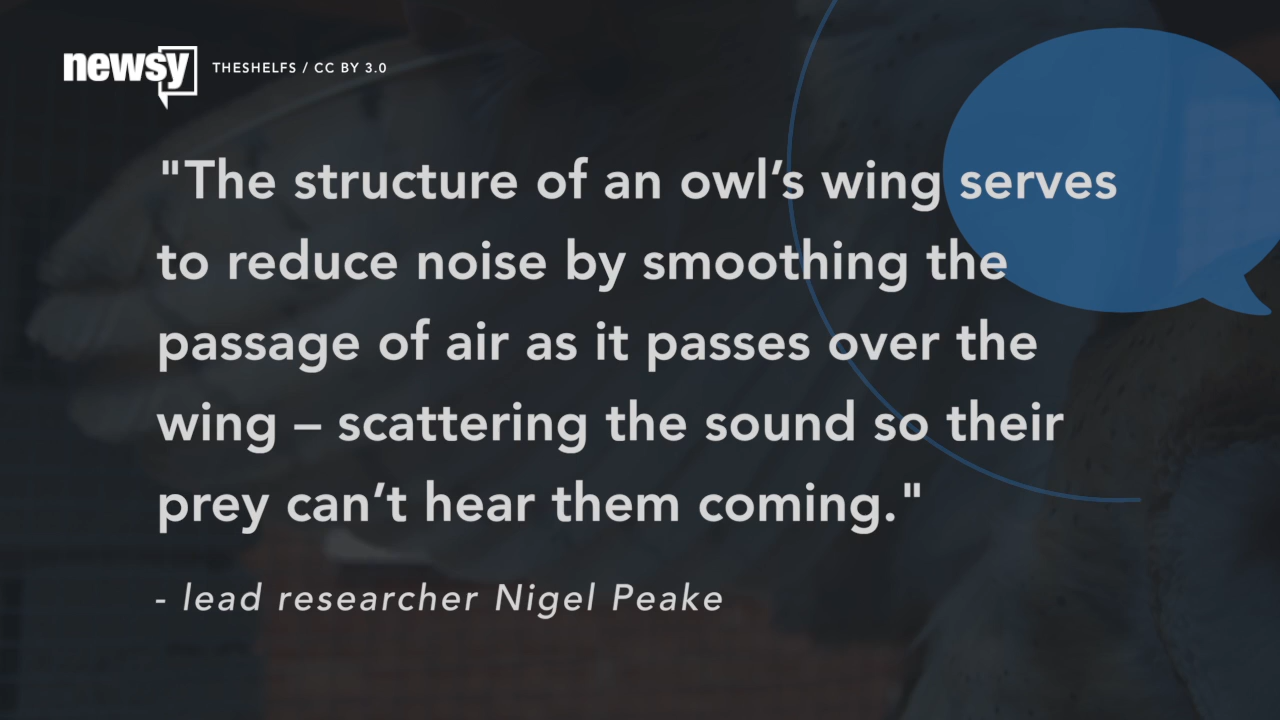 newsy THESHELFS / CC BY 3.0
"The structure of an owl’s wing serves
to reduce noise by smoothing the
passage of air as it passes over the
wing – scattering the sound so their
prey can’t hear them coming."
- lead researcher Nigel Peake